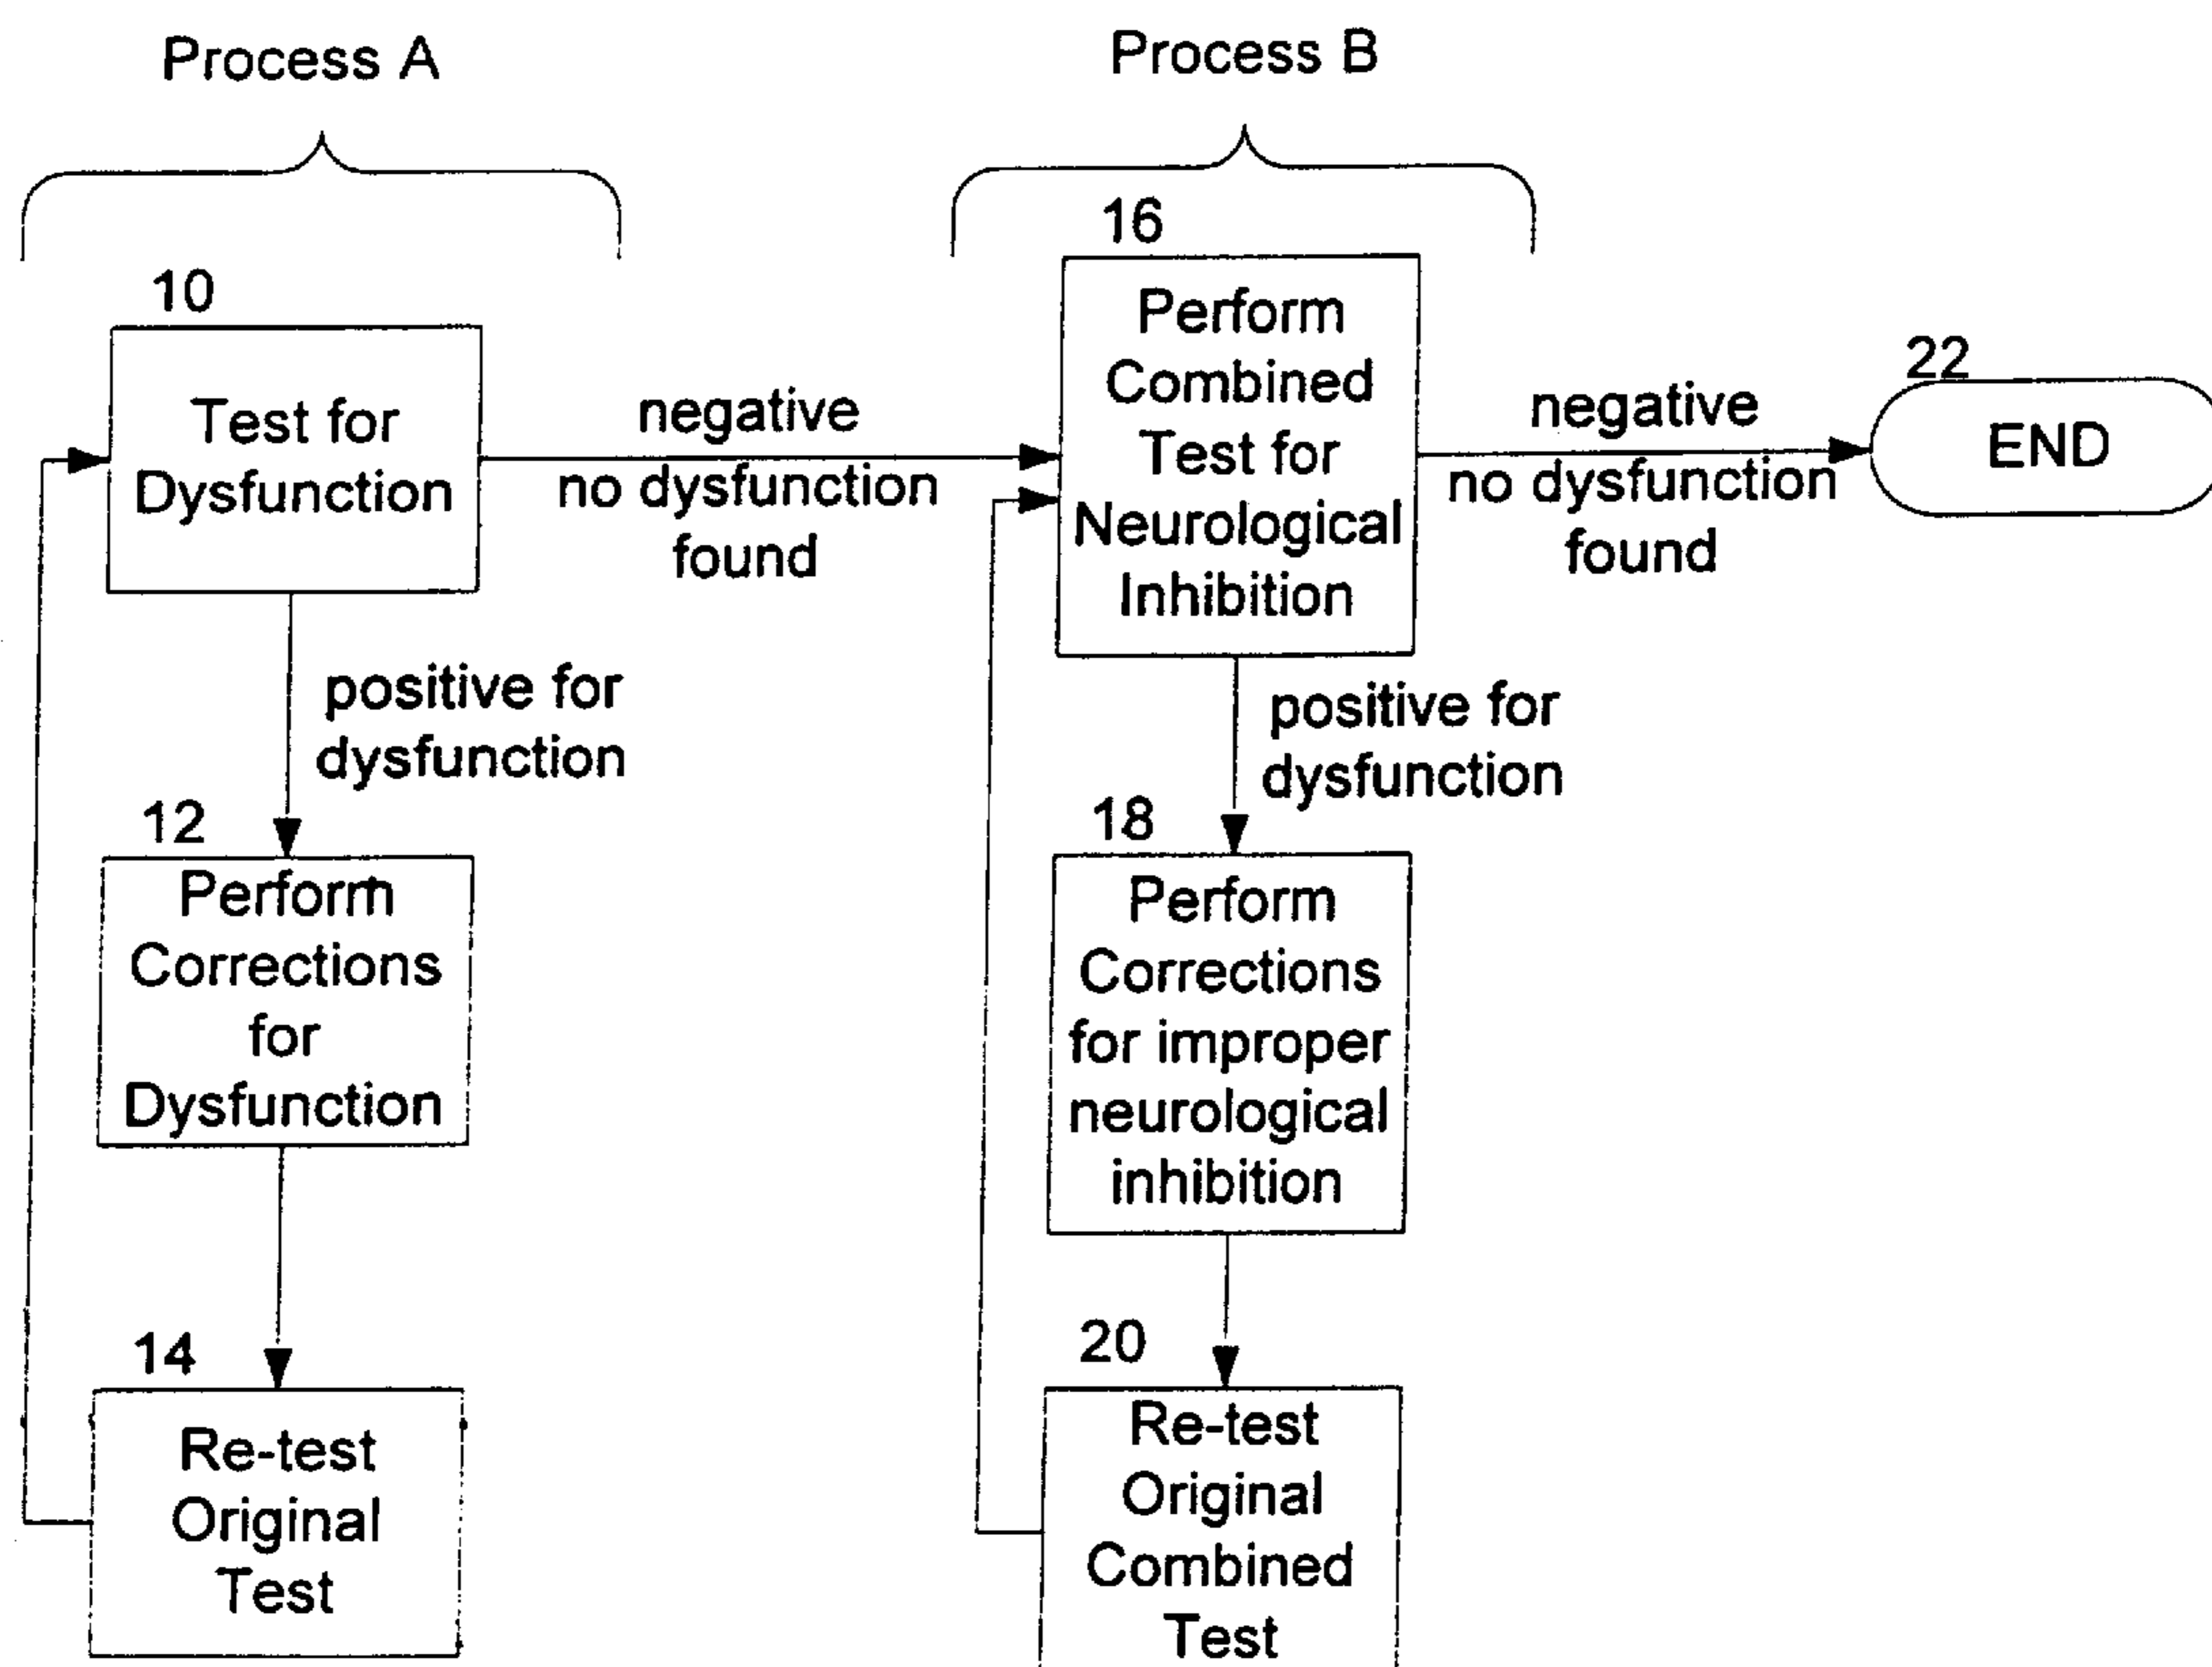 Process A
Process B
10
Test for
Dysfunction
negative
no dysfunction
found
positive for
dysfunction
12
Perform
Corrections
for
Dysfunction
14
Re-test
Original
Test
16
Perform
Combined
Test for
Neurological
Inhibition
negative
no dysfunction
found
22
END
positive for
dysfunction
18
Perform
Corrections
for improper
neurological
inhibition
20
Re-test
Original
Combined
Test